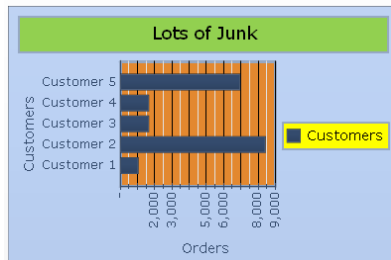 Lots of Junk
Customers
Customer 5
Customer 4
Customer 3
Customer 2
Customer 1
-
2,000
3,000
5,000
6,000
8,000
9,000
Orders
Customers